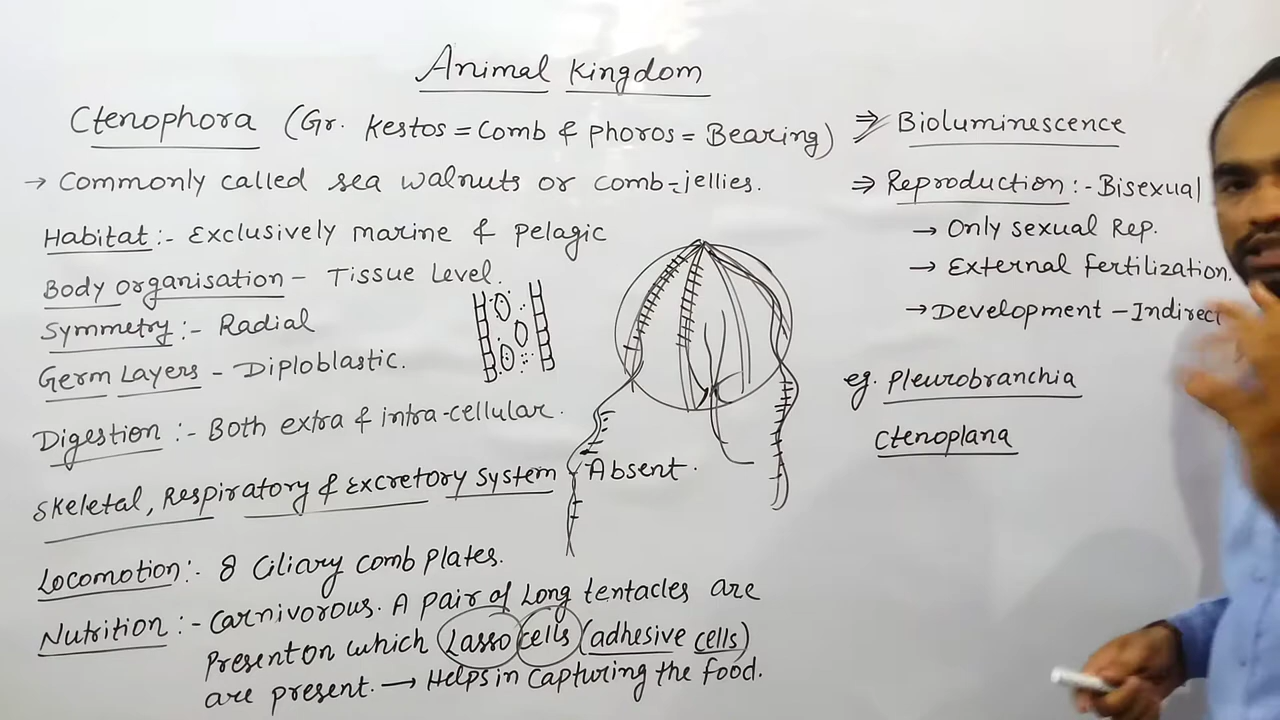 Animal Kingdom
Ctenophora (Gr. Kestos = Comb & Phoros = Bearing)
→ Commonly called sea walnuts or comb-jellies.
Habitat :- Exclusively marine & pelagic
Body organisation - Tissue Level.
Symmetry :- Radial
Germ Layers - Diploblastic.
Digestion :- Both extra & intra-cellular.
Skeletal, Respiratory & Excretory System - Absent.
Locomotion :- 8 Ciliary comb plates.
Nutrition :- Carnivorous. A pair of Long tentacles are
Present on which Lasso cells (adhesive cells)
are present. → Helps in capturing the food.
⇒ Bioluminescence
⇒ Reproduction :- Bisexual
→ Only sexual Rep.
→ External fertilization.
→ Development - Indirect
eg. Pleurobranchia
Ctenoplana